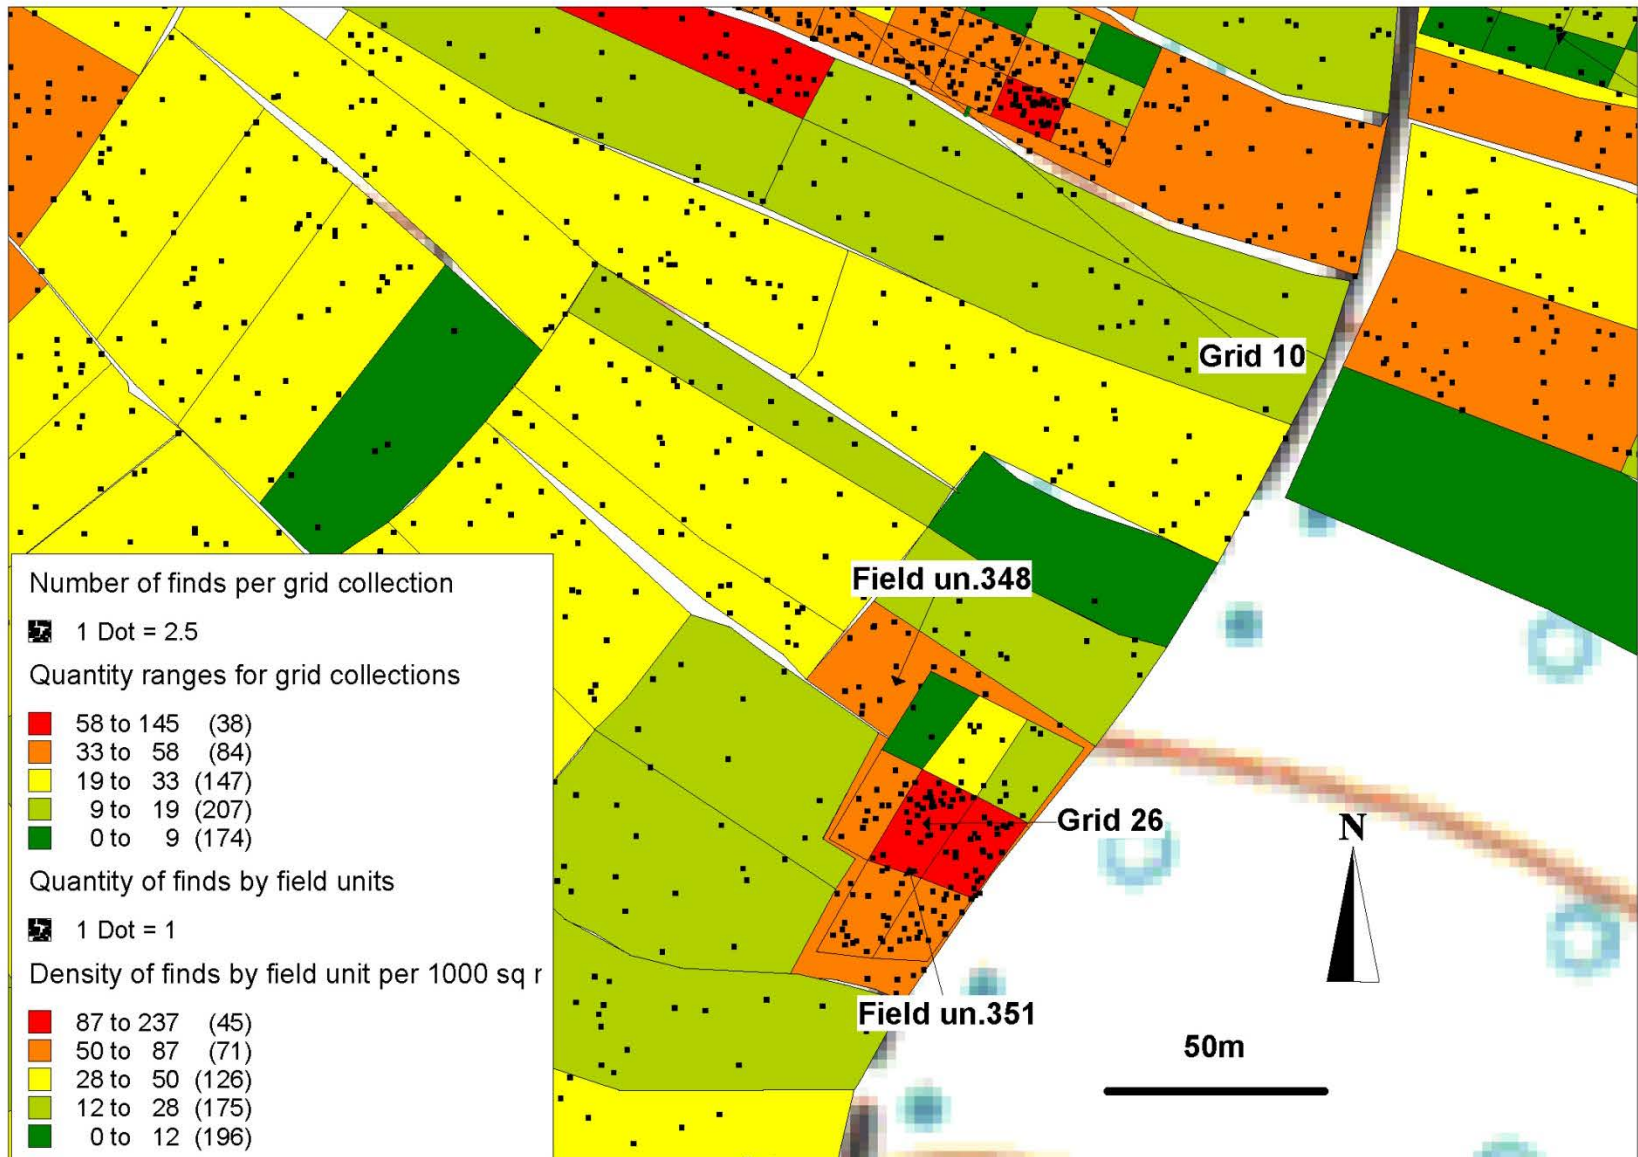 Grid 10
Field un.348
Grid 26
Field un.351
N
50m
Number of finds per grid collection
1 Dot = 2.5
Quantity ranges for grid collections
58 to 145 (38)
33 to 58 (84)
19 to 33 (147)
9 to 19 (207)
0 to 9 (174)
Quantity of finds by field units
1 Dot = 1
Density of finds by field unit per 1000 sq r
87 to 237 (45)
50 to 87 (71)
28 to 50 (126)
12 to 28 (175)
0 to 12 (196)